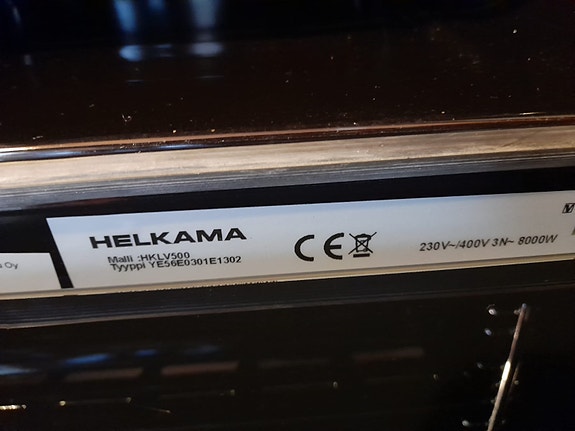 HELKAMA
Malli :HKLV500
Tyyppi YE56E0301E1302
CE
230V~/400V 3N~ 8000W
Oy